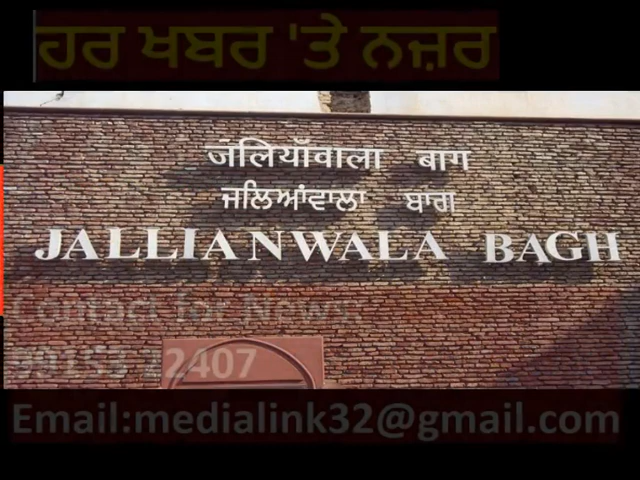 ਹਰ ਖਬਰ 'ਤੇ ਨਜ਼ਰ
जलियाँवाला बाग
ਜਲਿਆਂਵਾਲਾ ਬਾਗ਼
JALLIANWALA BAGH
Contact for News:
Email:medialink32@gmail.com